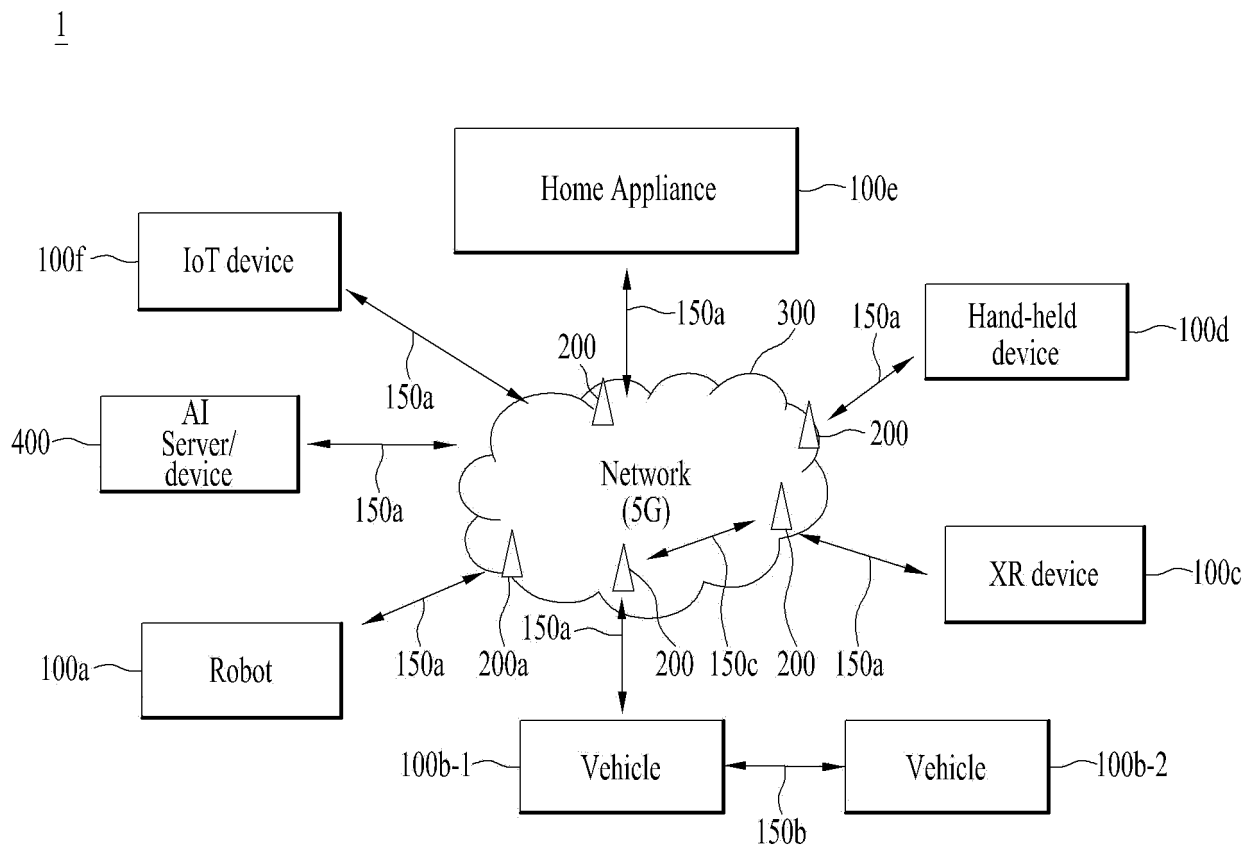 1
Home Appliance
100e
IoT device
100f
150a
300
150a
Hand-held
device
100d
200
150a
AI
Server/
device
400
200
150a
Network
(5G)
XR device
100c
150a
200a
150a
200
150c
200
150a
100a
Robot
100b-1
Vehicle
Vehicle
100b-2
150b